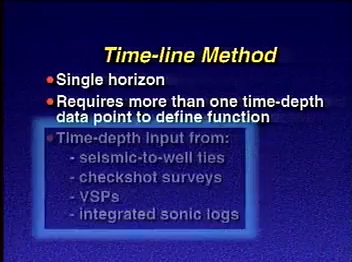 Time-line Method
•Single horizon
•Requires more than one time-depth
data point to define function
•Time-depth input from:
- seismic-to-well ties
- checkshot surveys
- VSPs
- integrated sonic logs